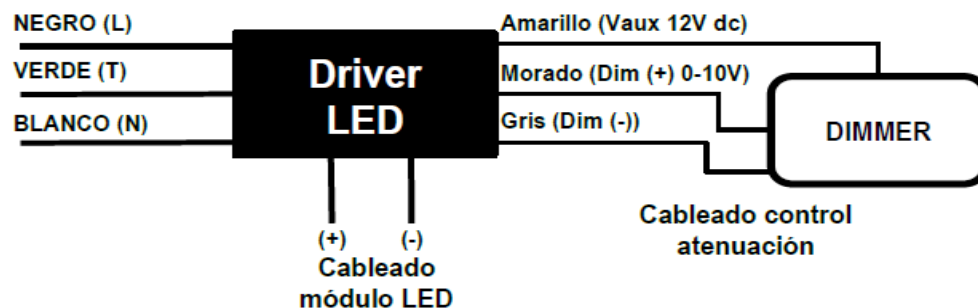 NEGRO (L)
VERDE (T)
BLANCO (N)
Driver
LED
Amarillo (Vaux 12V dc)
Morado (Dim (+) 0-10V)
Gris (Dim (-))
DIMMER
(+) (-)
Cableado
módulo LED
Cableado control
atenuación